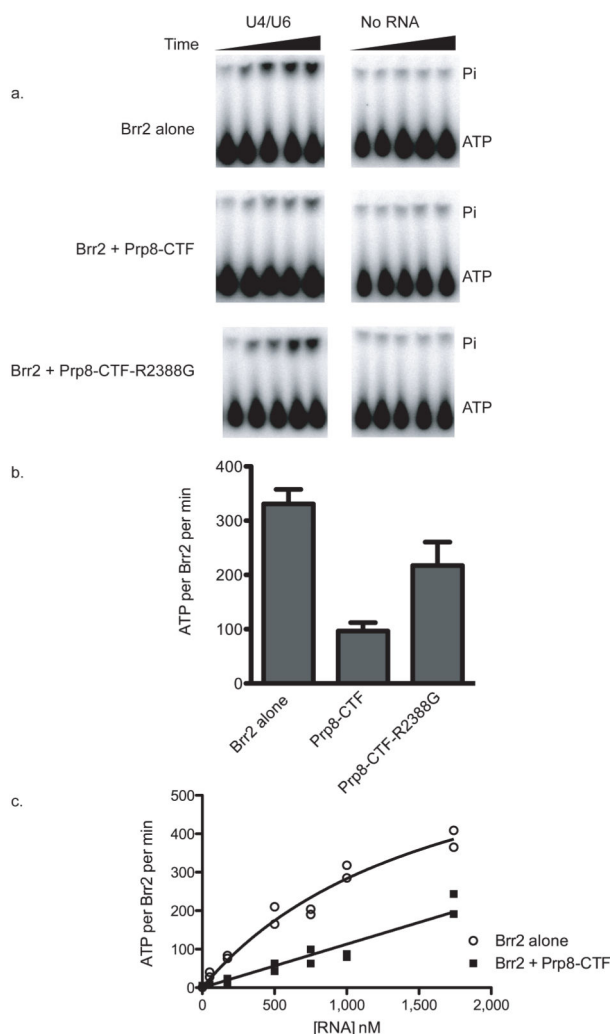 U4/U6 No RNA
Time
a.
Brr2 alone
Pi
ATP
Brr2 + Prp8-CTF
Pi
ATP
Brr2 + Prp8-CTF-R2388G
Pi
ATP
b.
ATP per Brr2 per min
400
300
200
100
0
Brr2 alone
Prp8-CTF
Prp8-CTF-R2388G
c.
ATP per Brr2 per min
500
400
300
200
100
0
0 500 1,000 1,500 2,000
[RNA] nM
Brr2 alone
Brr2 + Prp8-CTF